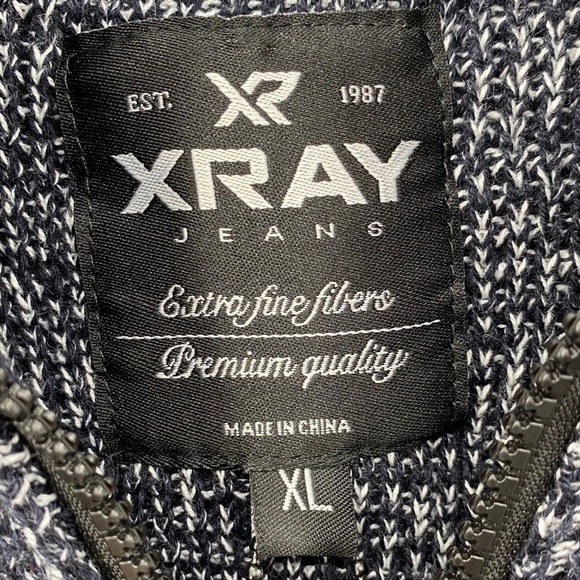 EST. XR 1987
XRAY
JEANS
Extra fine fibers
Premium quality
MADE IN CHINA
XL